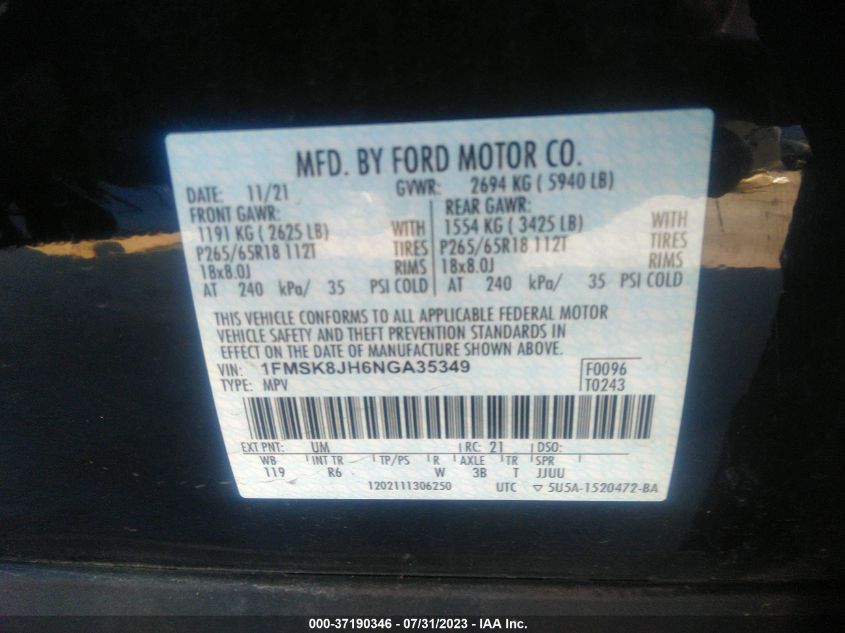 MFD. BY FORD MOTOR CO.
DATE: 11/21 GVWR: 2694 KG ( 5940 LB)
FRONT GAWR: REAR GAWR:
1191 KG ( 2625 LB) WITH 1554 KG ( 3425 LB) WITH
P265/65R18 112T TIRES P265/65R18 112T TIRES
18x8.0J RIMS 18x8.0J RIMS
AT 240 kPa/ 35 PSI COLD AT 240 kPa/ 35 PSI COLD
THIS VEHICLE CONFORMS TO ALL APPLICABLE FEDERAL MOTOR
VEHICLE SAFETY AND THEFT PREVENTION STANDARDS IN
EFFECT ON THE DATE OF MANUFACTURE SHOWN ABOVE.
VIN: 1FMSK8JH6NGA35349 F0096
TYPE: MPV T0243
EXT PNT: UM RC: 21 DSO:
WB INT TR TP/PS R AXLE TR SPR
119 R6 W 3B T JJUU
1202111306250 UTC ▽ 5U5A-1520472-BA
000-37190346 - 07/31/2023 - IAA Inc.